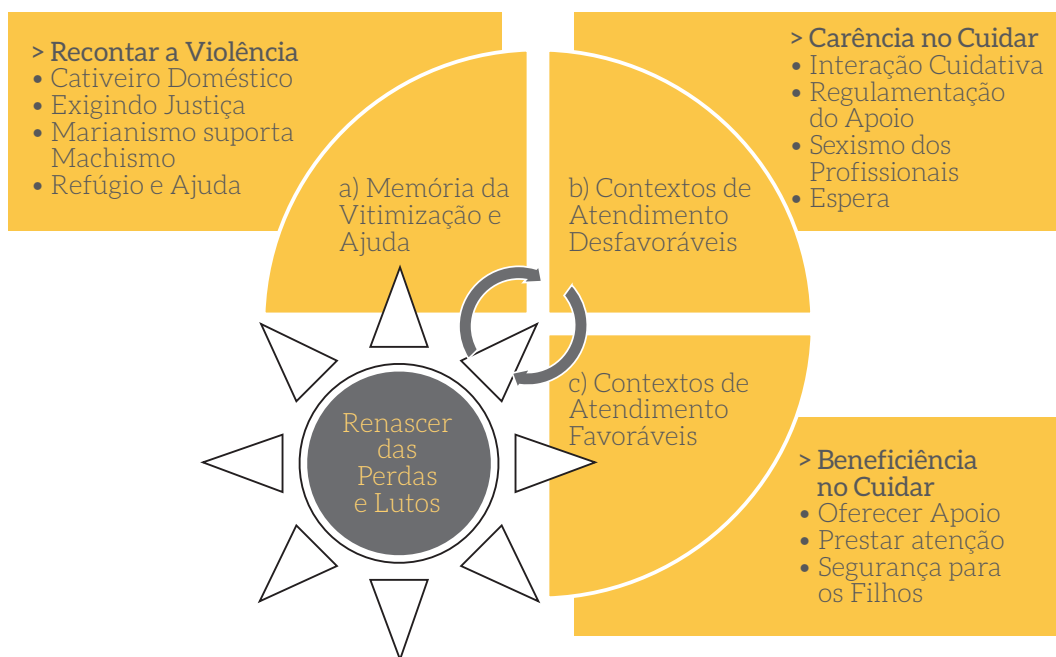 > Recontar a Violência
• Cativeiro Doméstico
• Exigindo Justiça
• Marianismo suporta
Machismo
• Refúgio e Ajuda
a) Memória da
Vitimização e
Ajuda
b) Contextos de
Atendimento
Desfavoráveis
> Carência no Cuidar
• Interação Cuidativa
• Regulamentação
do Apoio
• Sexismo dos
Profissionais
• Espera
Renascer
das
Perdas
e Lutos
c) Contextos de
Atendimento
Favoráveis
> Beneficiência
no Cuidar
• Oferecer Apoio
• Prestar atenção
• Segurança para
os Filhos